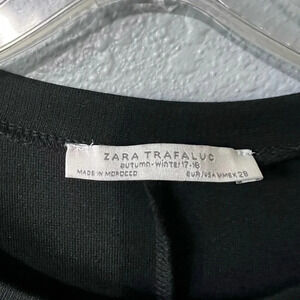 ZARA TRAFALUC
autumn-winter/17-18
MADE IN MOROCCO
EUR/USA M MEX 28